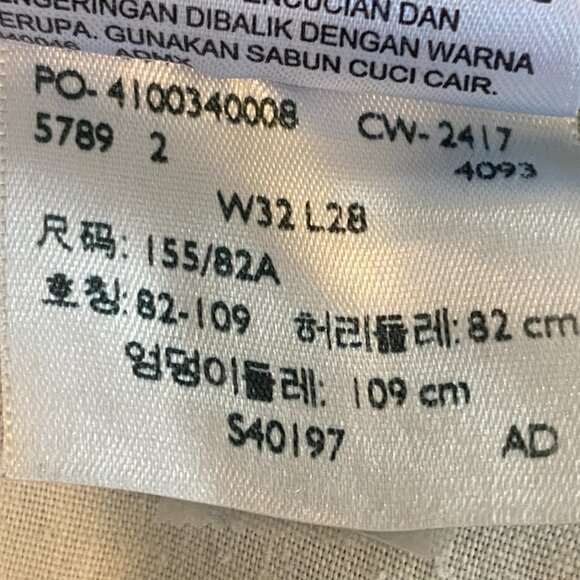 PENCUCIAN DAN
PENGERINGAN DIBALIK DENGAN WARNA
SERUPA. GUNAKAN SABUN CUCI CAIR.
PO-4100340008 CW-2417
5789 2 4093
W32 L28
尺码: 155/82A
호칭: 82-109 허리둘레: 82 cm
엉덩이둘레: 109 cm
S40197 AD